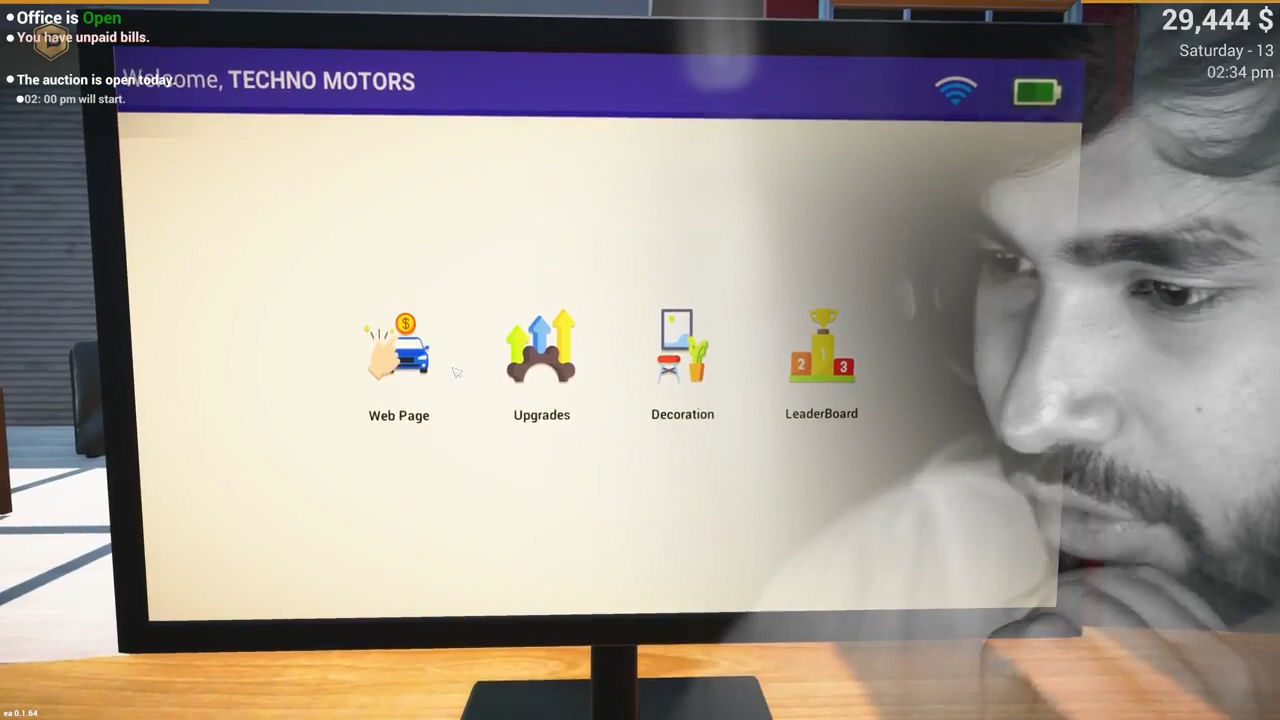 Office is Open
You have unpaid bills.
The auction is open today.
02: 00 pm will start.
Welcome, TECHNO MOTORS
29,444 $
Saturday - 13
02:34 pm
$
1
2
3
Web Page
Upgrades
Decoration
LeaderBoard
ea 0.1.64